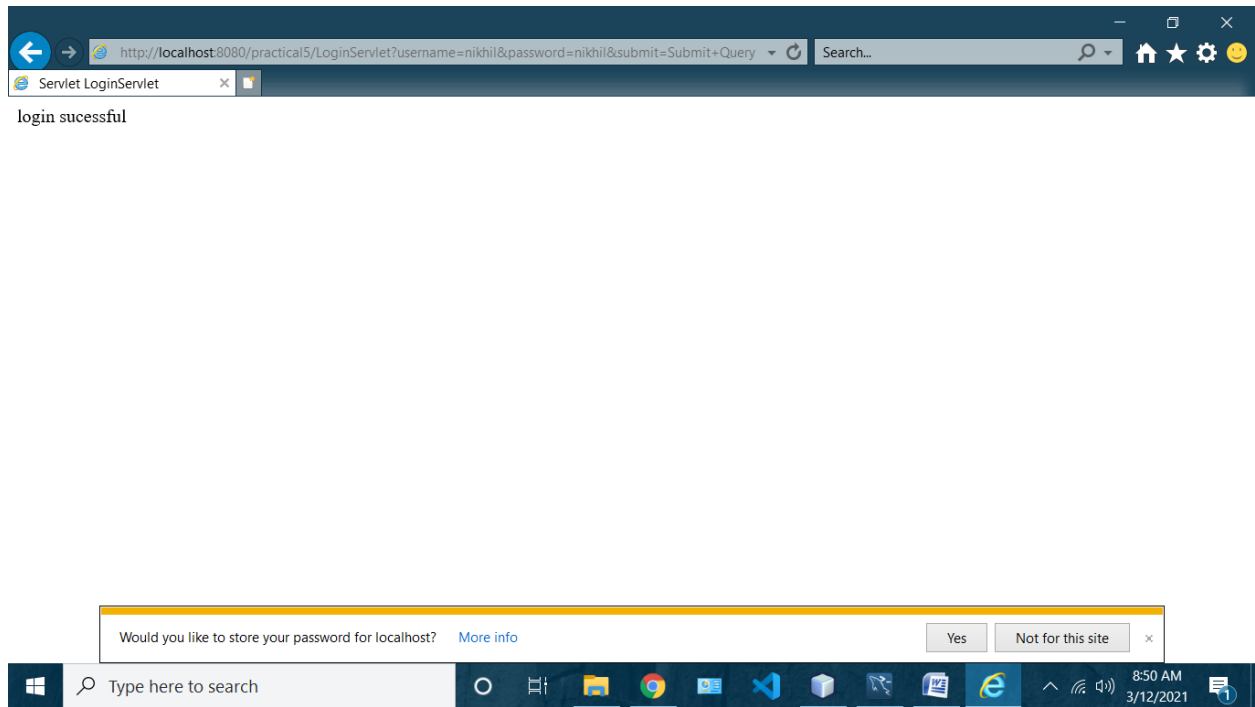 http://localhost:8080/practical5/LoginServlet?username=nikhil&password=nikhil&submit=Submit+Query
Search...
Servlet LoginServlet
login sucessful
Would you like to store your password for localhost? More info Yes Not for this site
Type here to search
8:50 AM
3/12/2021
1